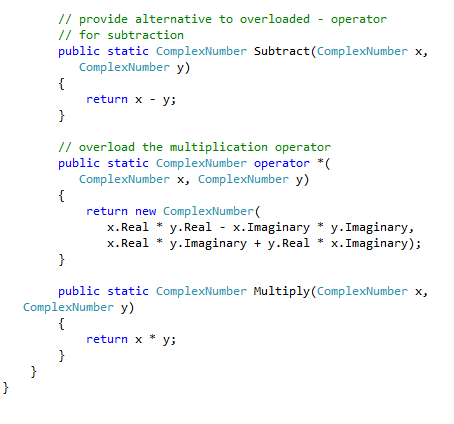 // provide alternative to overloaded - operator
// for subtraction
public static ComplexNumber Subtract(ComplexNumber x,
ComplexNumber y)
{
return x - y;
}
// overload the multiplication operator
public static ComplexNumber operator *(
ComplexNumber x, ComplexNumber y)
{
return new ComplexNumber(
x.Real * y.Real - x.Imaginary * y.Imaginary,
x.Real * y.Imaginary + y.Real * x.Imaginary);
}
public static ComplexNumber Multiply(ComplexNumber x,
ComplexNumber y)
{
return x * y;
}
}
}